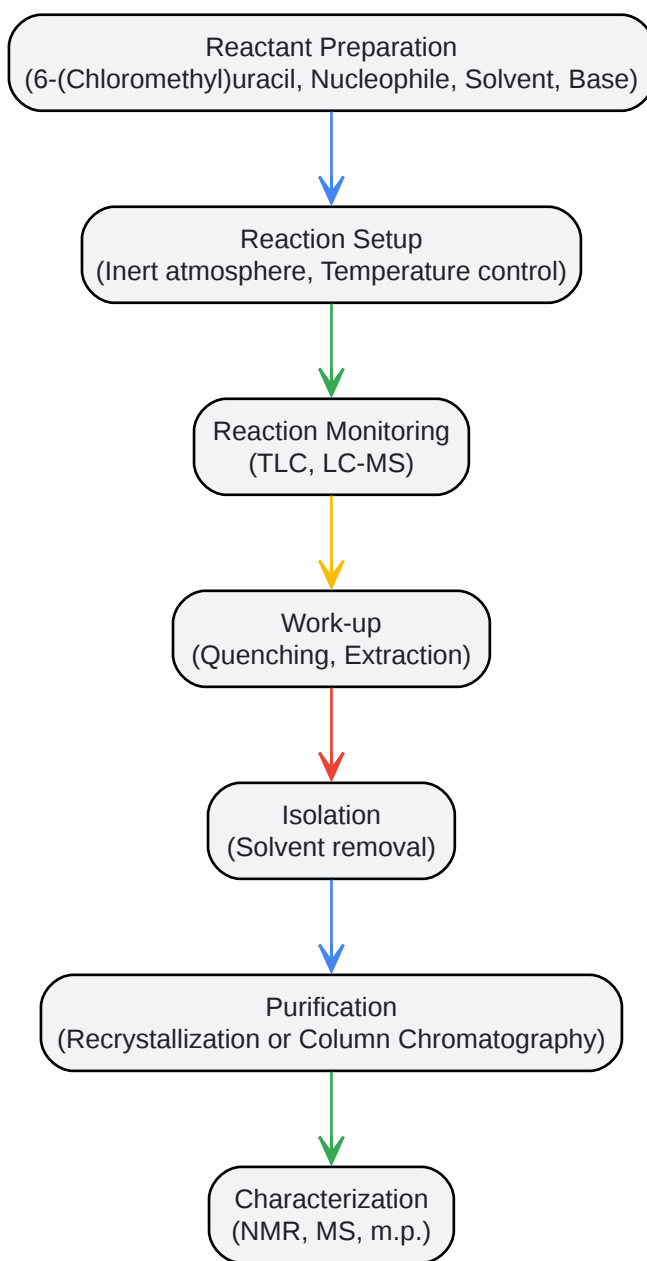 Reactant Preparation
(6-(Chloromethyl)uracil, Nucleophile, Solvent, Base)
Reaction Setup
(Inert atmosphere, Temperature control)
Reaction Monitoring
(TLC, LC-MS)
Work-up
(Quenching, Extraction)
Isolation
(Solvent removal)
Purification
(Recrystallization or Column Chromatography)
Characterization
(NMR, MS, m.p.)